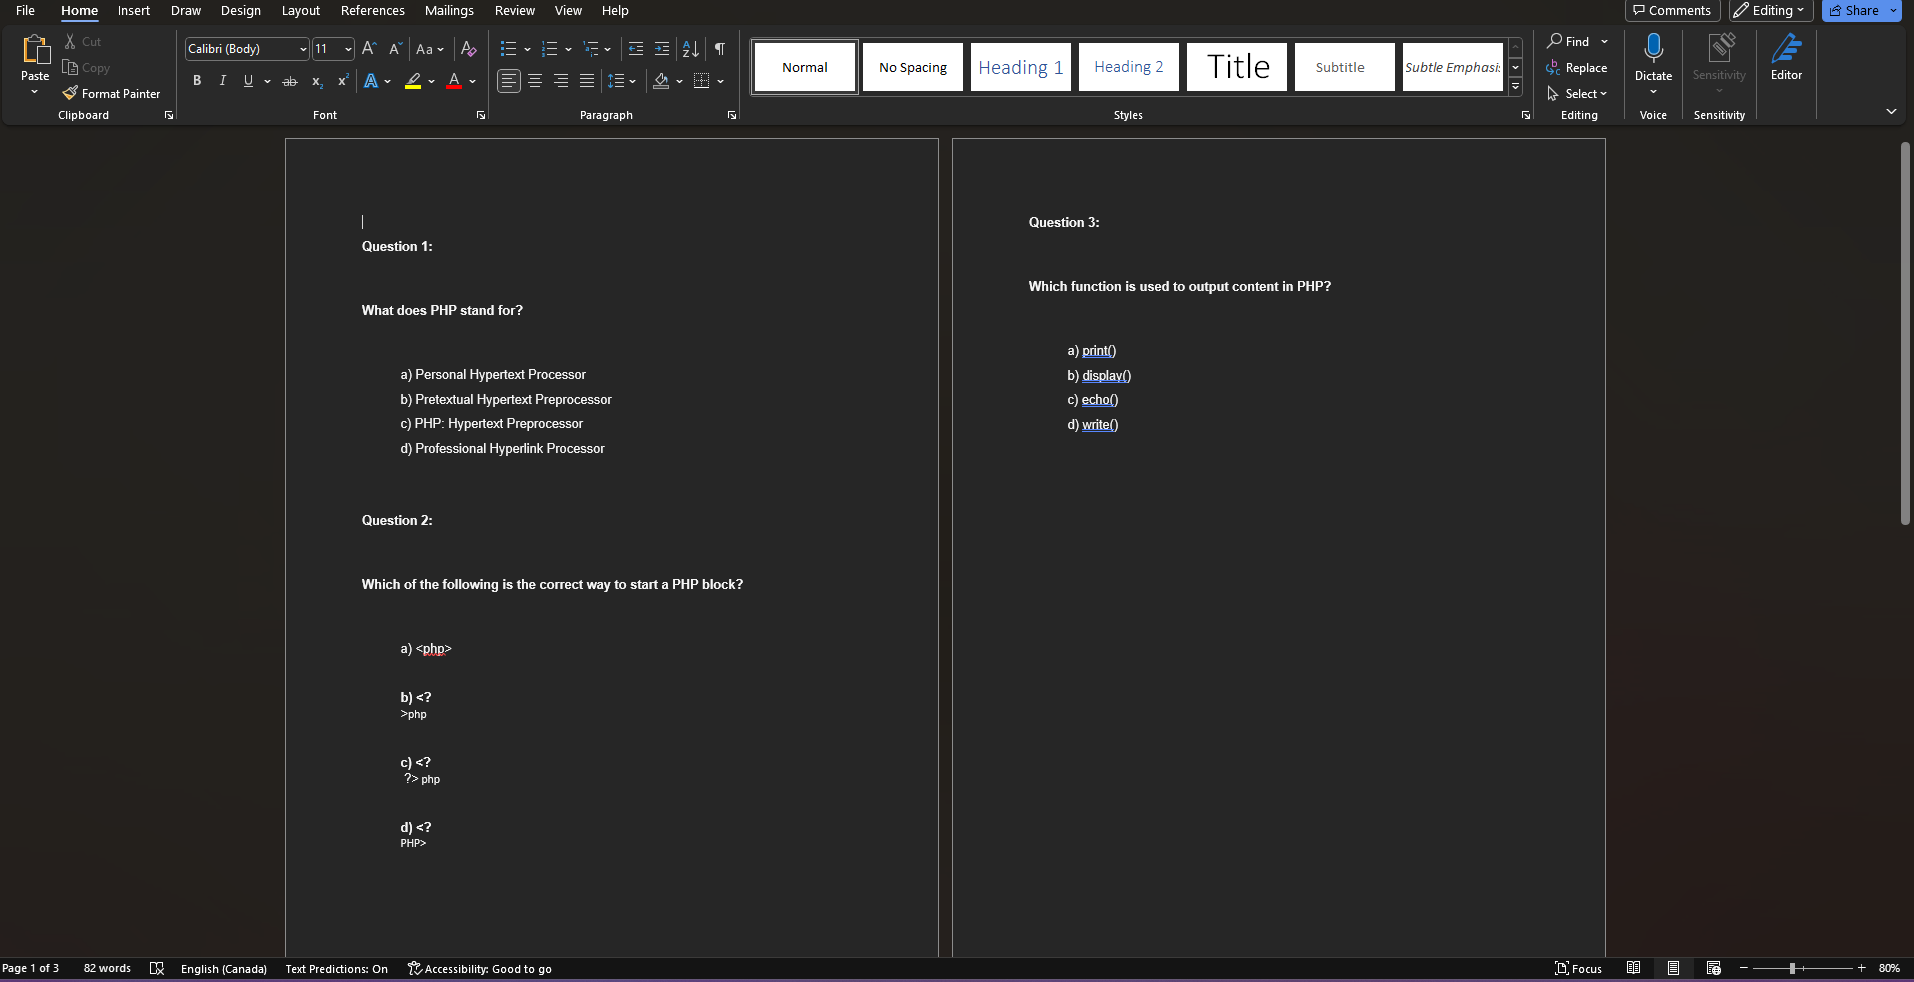 File Home Insert Draw Design Layout References Mailings Review View Help
Comments Editing Share
Paste
Cut
Copy
Format Painter
Clipboard
Calibri (Body) 11
Font
Paragraph
Normal No Spacing Heading 1 Heading 2 Title Subtitle Subtle Emphasi
Styles
Find
Replace
Select
Editing
Dictate
Voice
Sensitivity
Sensitivity
Editor
Question 1:
What does PHP stand for?
a) Personal Hypertext Processor
b) Pretextual Hypertext Preprocessor
c) PHP: Hypertext Preprocessor
d) Professional Hyperlink Processor
Question 2:
Which of the following is the correct way to start a PHP block?
a) <php>
b) <?
>php
c) <?
?> php
d) <?
PHP>
Question 3:
Which function is used to output content in PHP?
a) print()
b) display()
c) echo()
d) write()
Page 1 of 3 82 words English (Canada) Text Predictions: On Accessibility: Good to go
Focus 80%